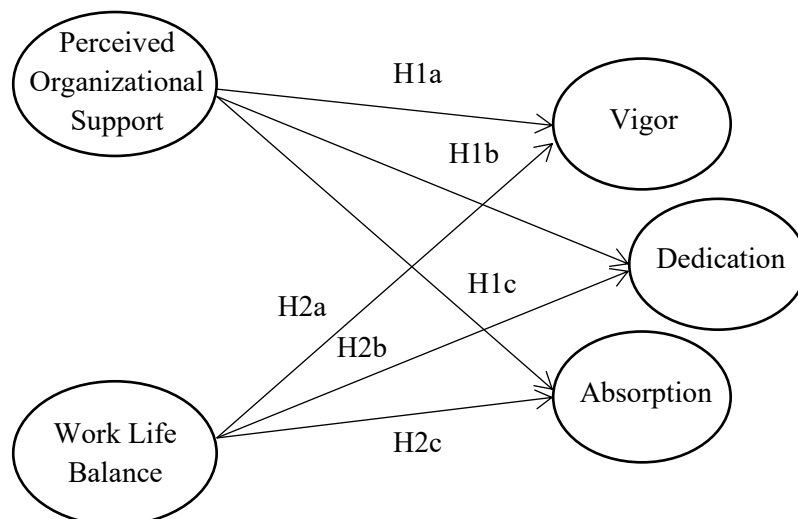 Perceived
Organizational
Support
H1a
Vigor
H1b
Dedication
H1c
H2a
H2b
Absorption
Work Life
Balance
H2c